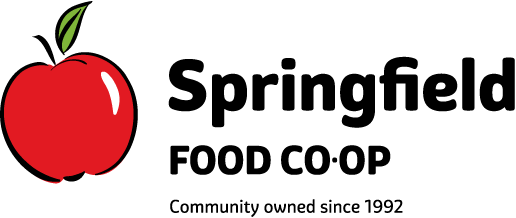 Springfield
FOOD CO·OP
Community owned since 1992